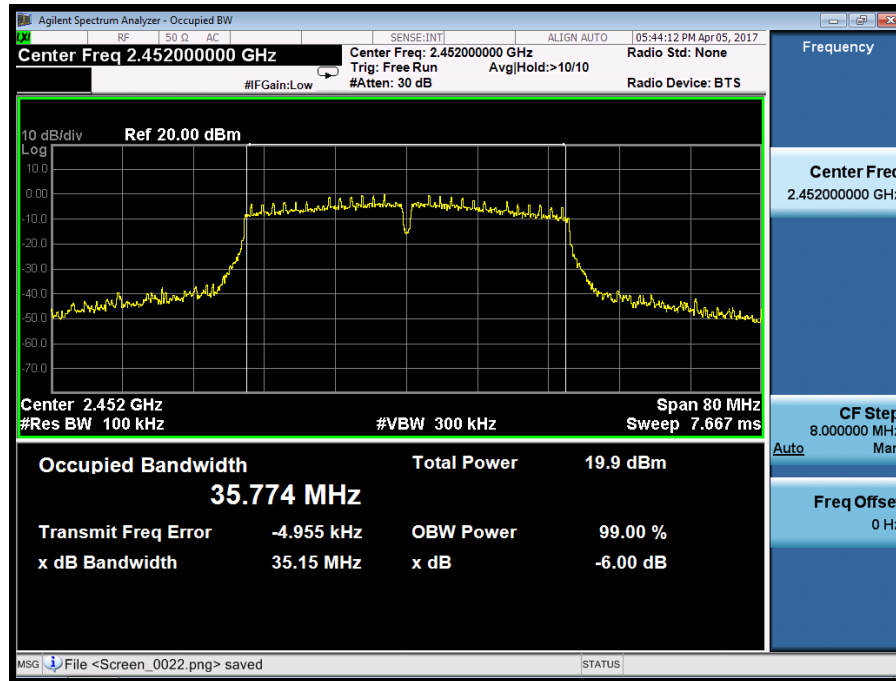 Agilent Spectrum Analyzer - Occupied BW
LXI RF 50 Ω AC SENSE:INT ALIGN AUTO 05:44:12 PM Apr 05, 2017
Center Freq 2.452000000 GHz
Center Freq: 2.452000000 GHz Radio Std: None
Trig: Free Run Avg|Hold:>10/10
#IFGain:Low #Atten: 30 dB Radio Device: BTS
10 dB/div Ref 20.00 dBm
Log
10.0
0.00
-10.0
-20.0
-30.0
-40.0
-50.0
-60.0
-70.0
Center 2.452 GHz Span 80 MHz
#Res BW 100 kHz #VBW 300 kHz Sweep 7.667 ms
Occupied Bandwidth Total Power 19.9 dBm
35.774 MHz
Transmit Freq Error -4.955 kHz OBW Power 99.00 %
x dB Bandwidth 35.15 MHz x dB -6.00 dB
MSG File <Screen_0022.png> saved STATUS
Frequency
Center Freq
2.452000000 GHz
CF Step
8.000000 MHz
Auto Man
Freq Offset
0 Hz